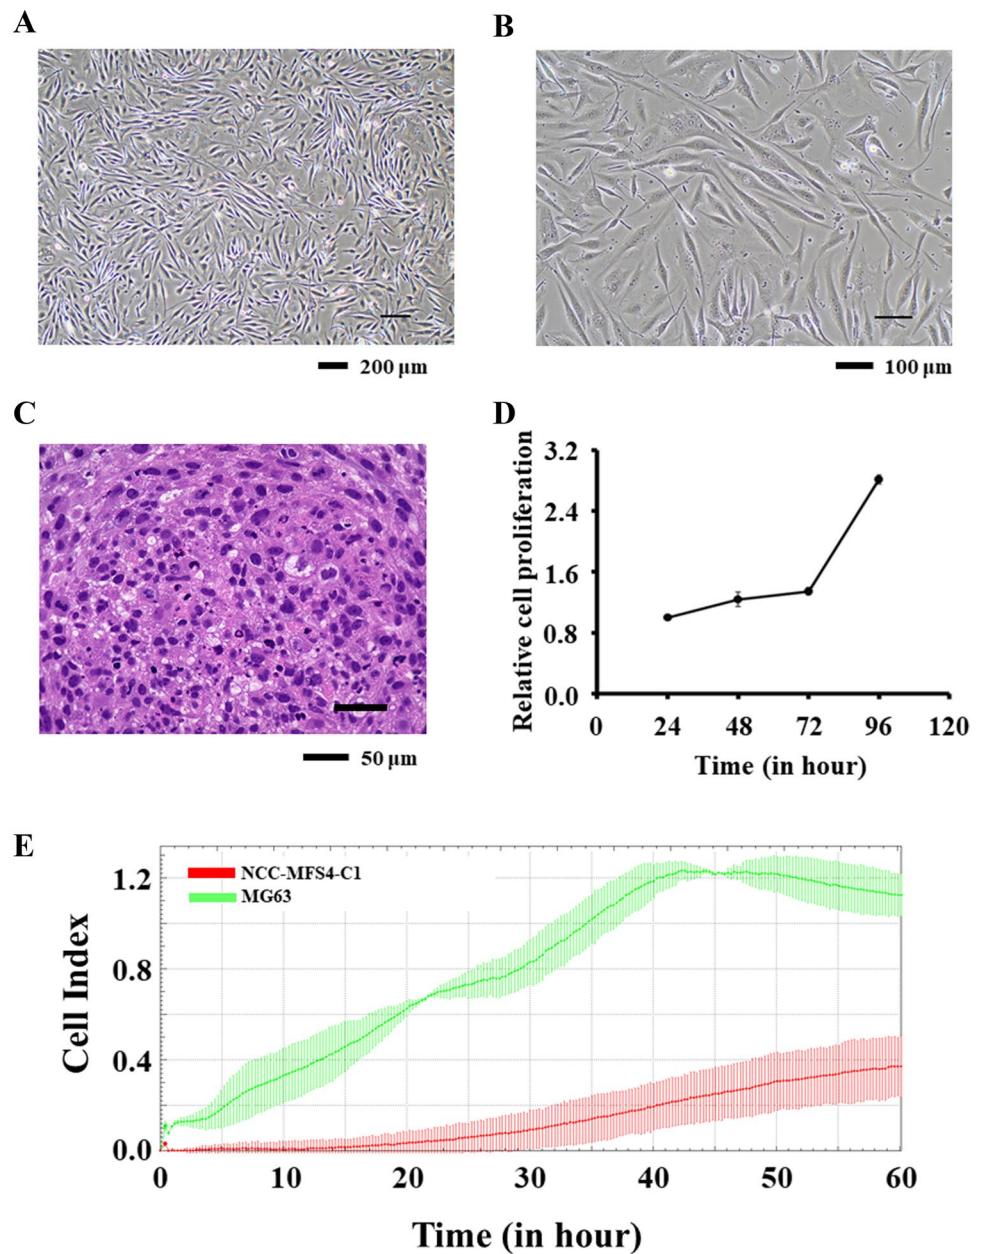 A
B
200 μm
100 μm
C
D
50 μm
Relative cell proliferation
3.2
2.4
1.6
0.8
0.0
0 24 48 72 96 120
Time (in hour)
E
NCC-MFS4-C1
MG63
Cell Index
1.2
0.8
0.4
0.0
0 10 20 30 40 50 60
Time (in hour)